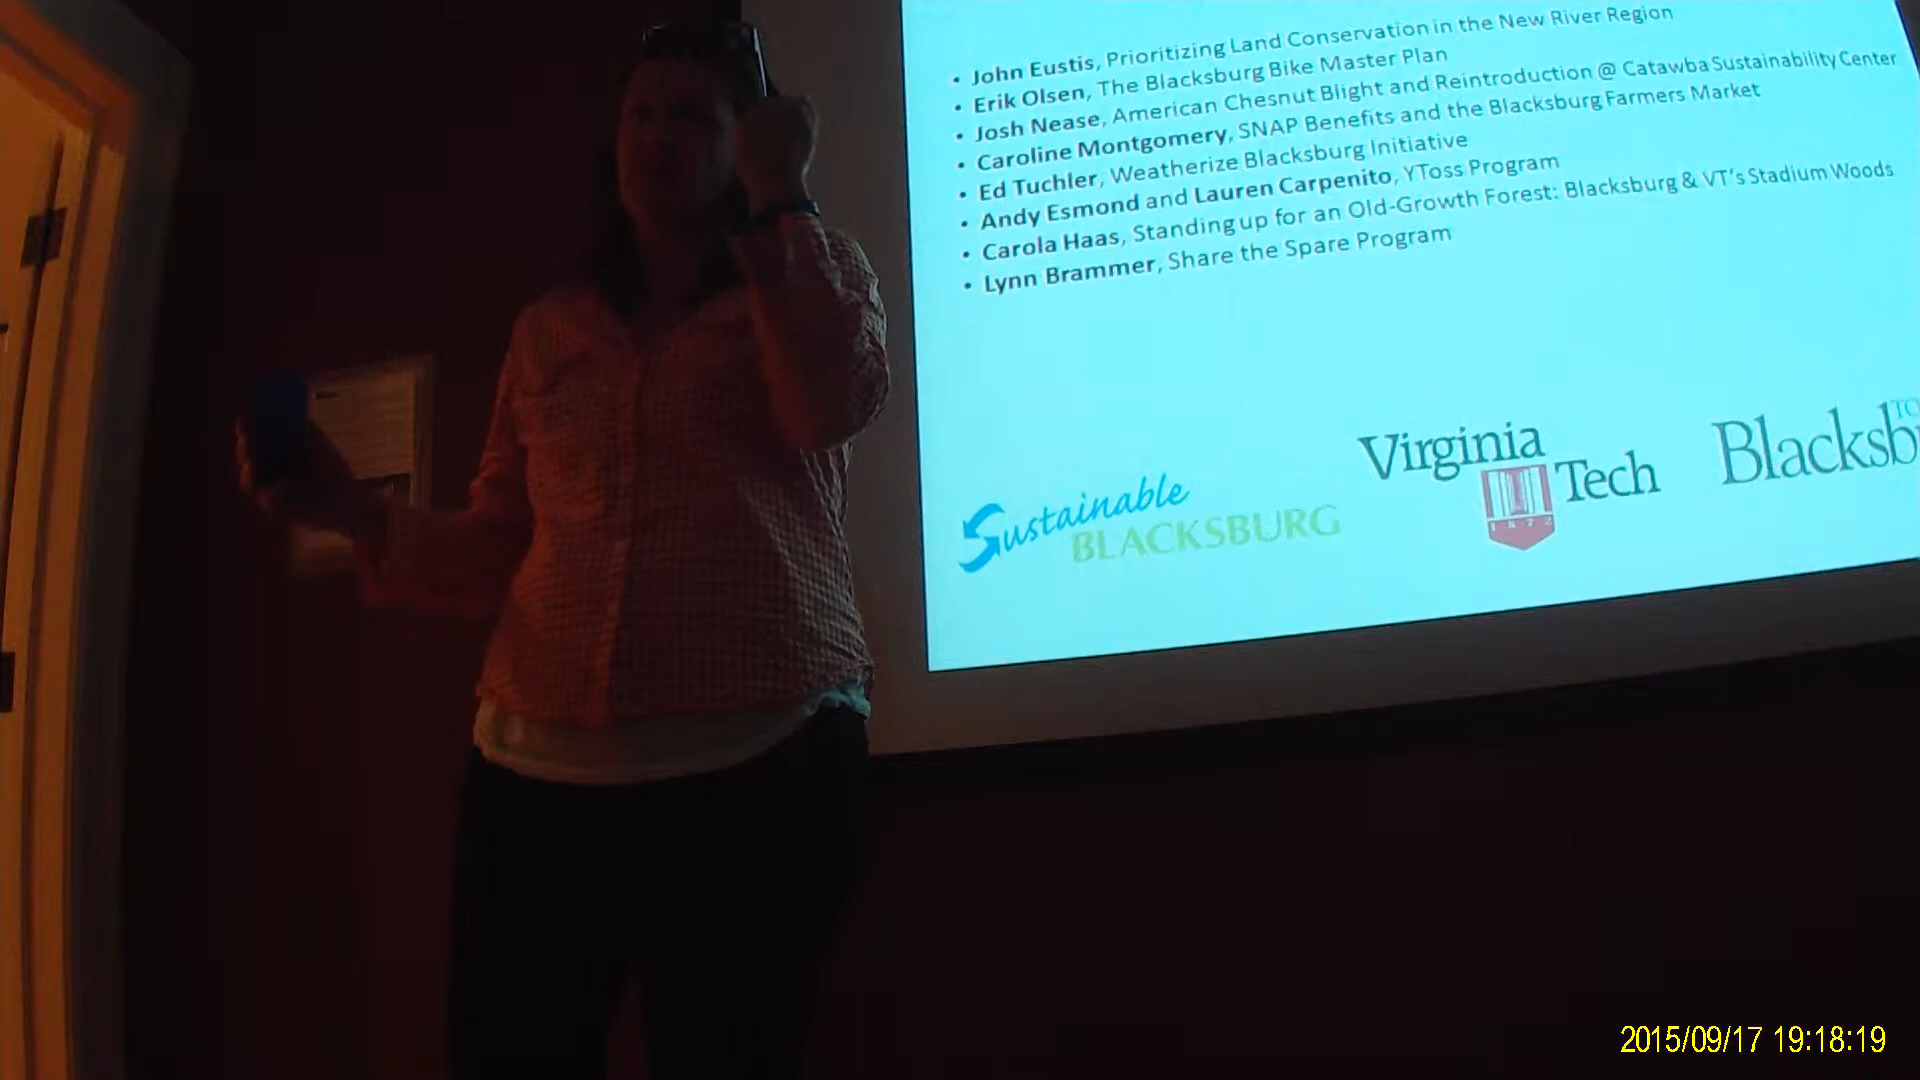 • John Eustis, Prioritizing Land Conservation in the New River Region
• Erik Olsen, The Blacksburg Bike Master Plan
• Josh Nease, American Chesnut Blight and Reintroduction @ Catawba Sustainability Center
• Caroline Montgomery, SNAP Benefits and the Blacksburg Farmers Market
• Ed Tuchler, Weatherize Blacksburg Initiative
• Andy Esmond and Lauren Carpenito, YToss Program
• Carola Haas, Standing up for an Old-Growth Forest: Blacksburg & VT's Stadium Woods
• Lynn Brammer, Share the Spare Program
Sustainable
BLACKSBURG
Virginia
Tech
1872
TO
Blacksb
2015/09/17 19:18:19